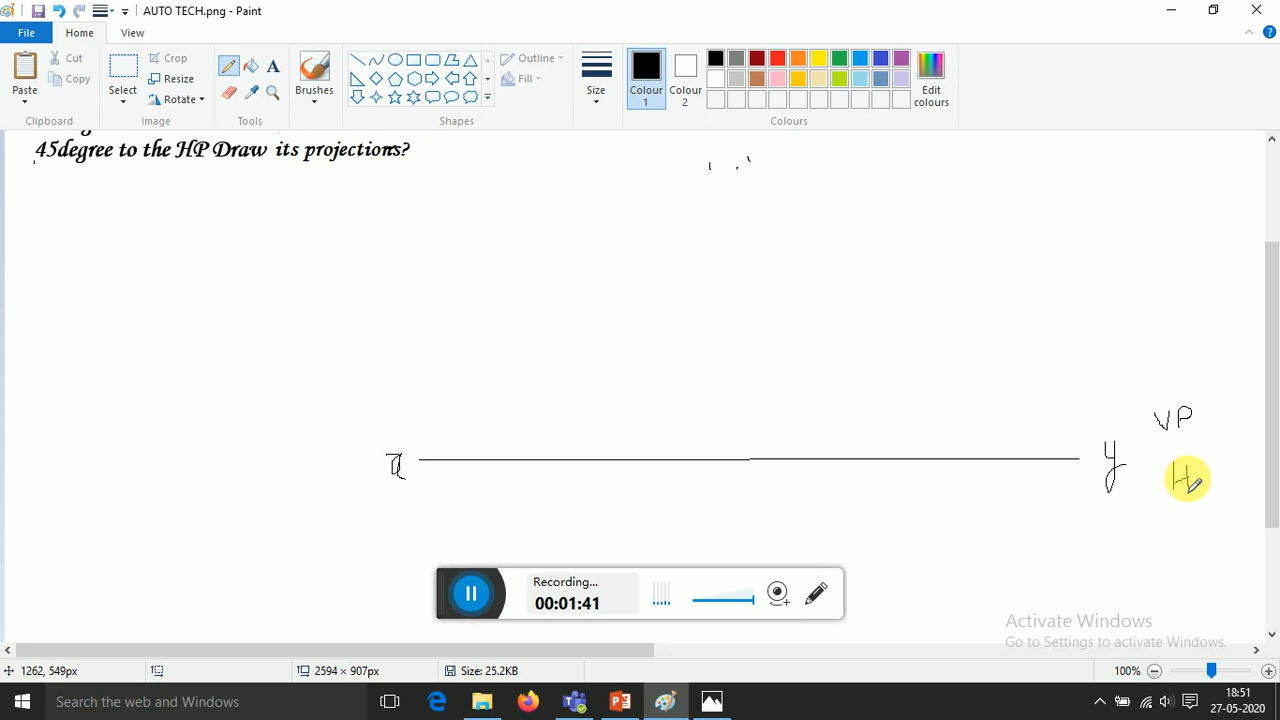 AUTO TECH.png - Paint
File Home View
Paste
Cut
Copy
Clipboard
Select
Crop
Resize
Rotate
Image
Tools
Brushes
Shapes
Outline
Fill
Size
Colour 1
Colour 2
Edit colours
Colours
45degree to the HP Draw its projections?
VP
x
y
H
Recording...
00:01:41
Activate Windows
Go to Settings to activate Windows.
1262, 549px
2594 × 907px
Size: 25.2KB
100%
Search the web and Windows
18:51
27-05-2020